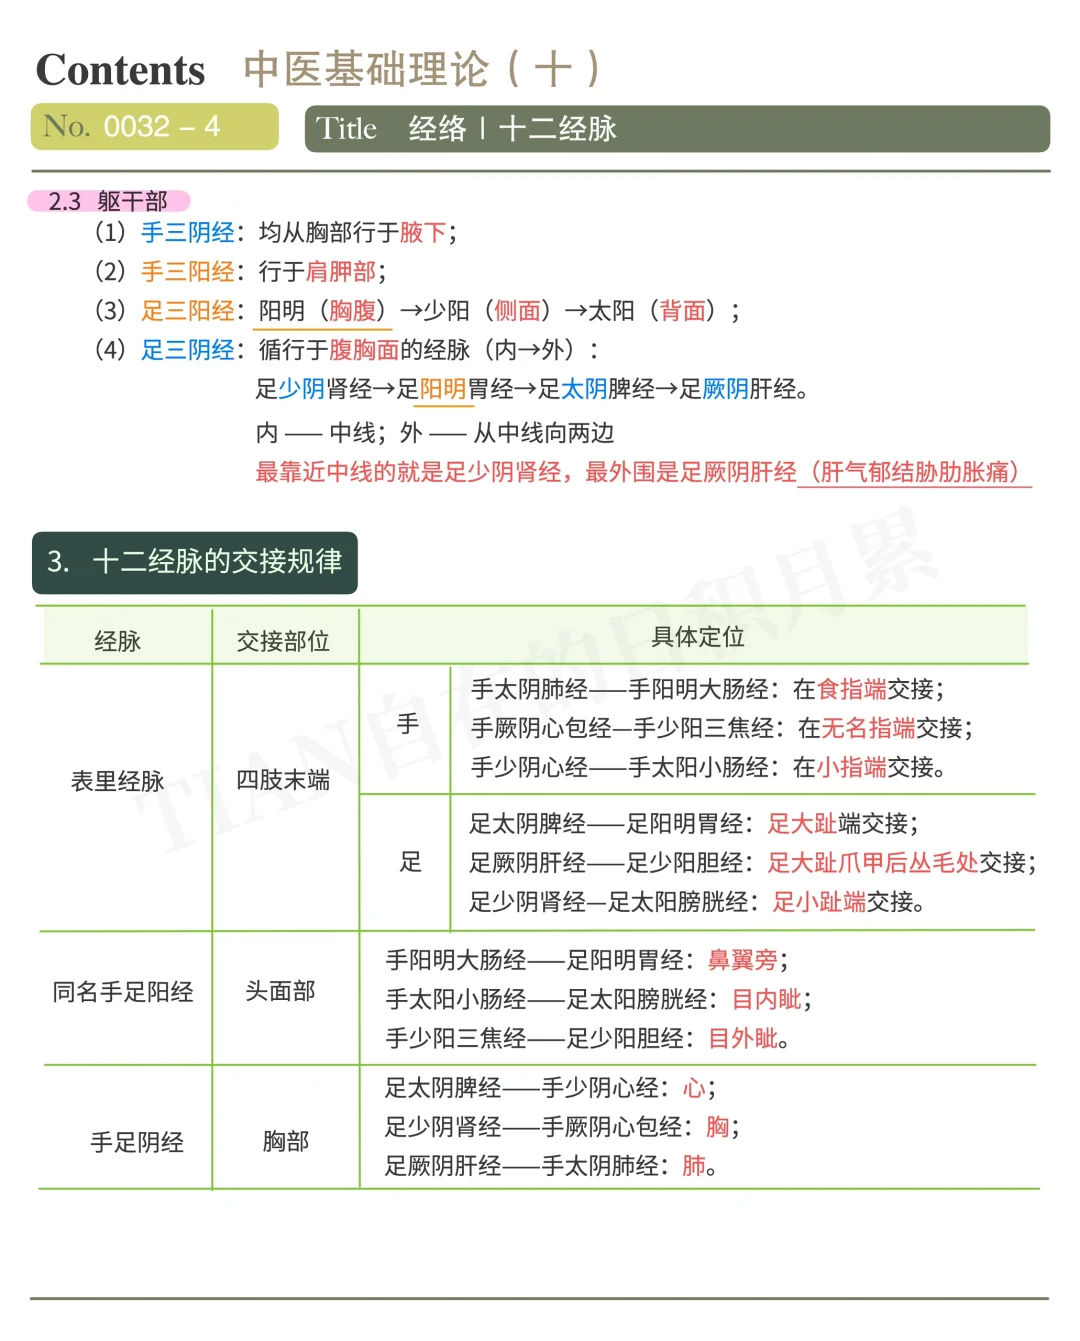 Contents 中医基础理论（十）
No. 0032 – 4
Title 经络 | 十二经脉
2.3 躯干部
（1）手三阴经：均从胸部行于腋下；
（2）手三阳经：行于肩胛部；
（3）足三阳经：阳明（胸腹）→少阳（侧面）→太阳（背面）；
（4）足三阴经：循行于腹胸面的经脉（内→外）：
足少阴肾经→足阳明胃经→足太阴脾经→足厥阴肝经。
内 —— 中线；外 —— 从中线向两边
最靠近中线的就是足少阴肾经，最外围是足厥阴肝经（肝气郁结胁肋胀痛）
3. 十二经脉的交接规律
经脉 交接部位 具体定位
表里经脉
四肢末端
手
手太阴肺经——手阳明大肠经：在食指端交接；
手厥阴心包经—手少阳三焦经：在无名指端交接；
手少阴心经——手太阳小肠经：在小指端交接。
足
足太阴脾经——足阳明胃经：足大趾端交接；
足厥阴肝经——足少阳胆经：足大趾爪甲后丛毛处交接；
足少阴肾经—足太阳膀胱经：足小趾端交接。
同名手足阳经
头面部
手阳明大肠经——足阳明胃经：鼻翼旁；
手太阳小肠经——足太阳膀胱经：目内眦；
手少阳三焦经——足少阳胆经：目外眦。
手足阴经
胸部
足太阴脾经——手少阴心经：心；
足少阴肾经——手厥阴心包经：胸；
足厥阴肝经——手太阴肺经：肺。
TIAN自在的日积月累